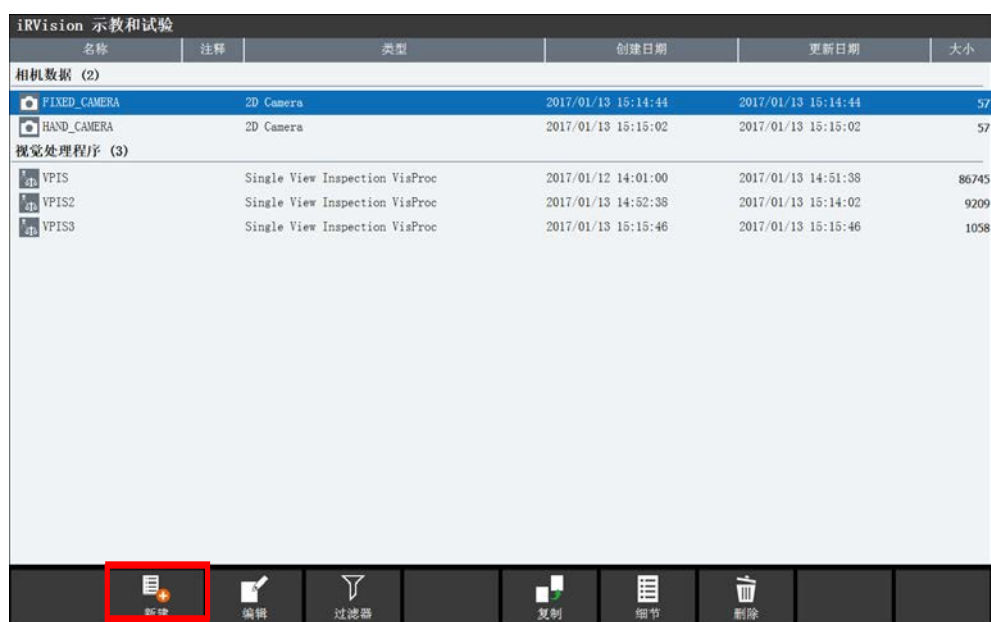 iRVision 示教和试验
名称 注释 类型 创建日期 更新日期 大小
相机数据 (2)
FIXED_CAMERA 2D Camera 2017/01/13 15:14:44 2017/01/13 15:14:44 57
HAND_CAMERA 2D Camera 2017/01/13 15:15:02 2017/01/13 15:15:02 57
视觉处理程序 (3)
VPIS Single View Inspection VisProc 2017/01/12 14:01:00 2017/01/13 14:51:38 86745
VPIS2 Single View Inspection VisProc 2017/01/13 14:52:38 2017/01/13 15:14:02 9209
VPIS3 Single View Inspection VisProc 2017/01/13 15:15:46 2017/01/13 15:15:46 1058
新建 编辑 过滤器 复制 细节 删除